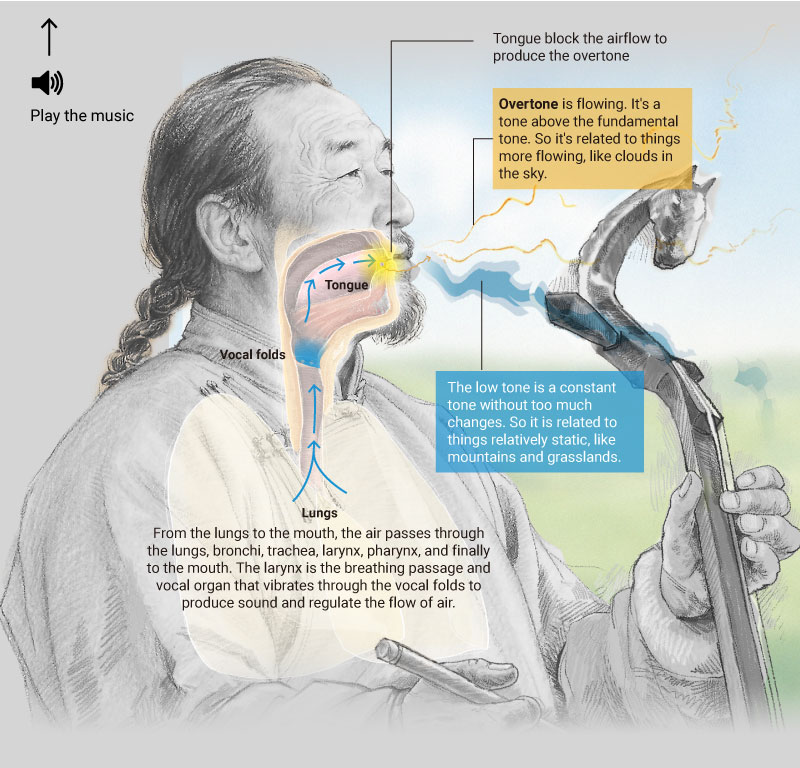 Play the music
Tongue block the airflow to
produce the overtone
Overtone is flowing. It's a
tone above the fundamental
tone. So it's related to things
more flowing, like clouds in
the sky.
Tongue
Vocal folds
The low tone is a constant
tone without too much
changes. So it is related to
things relatively static, like
mountains and grasslands.
Lungs
From the lungs to the mouth, the air passes through
the lungs, bronchi, trachea, larynx, pharynx, and finally
to the mouth. The larynx is the breathing passage and
vocal organ that vibrates through the vocal folds to
produce sound and regulate the flow of air.